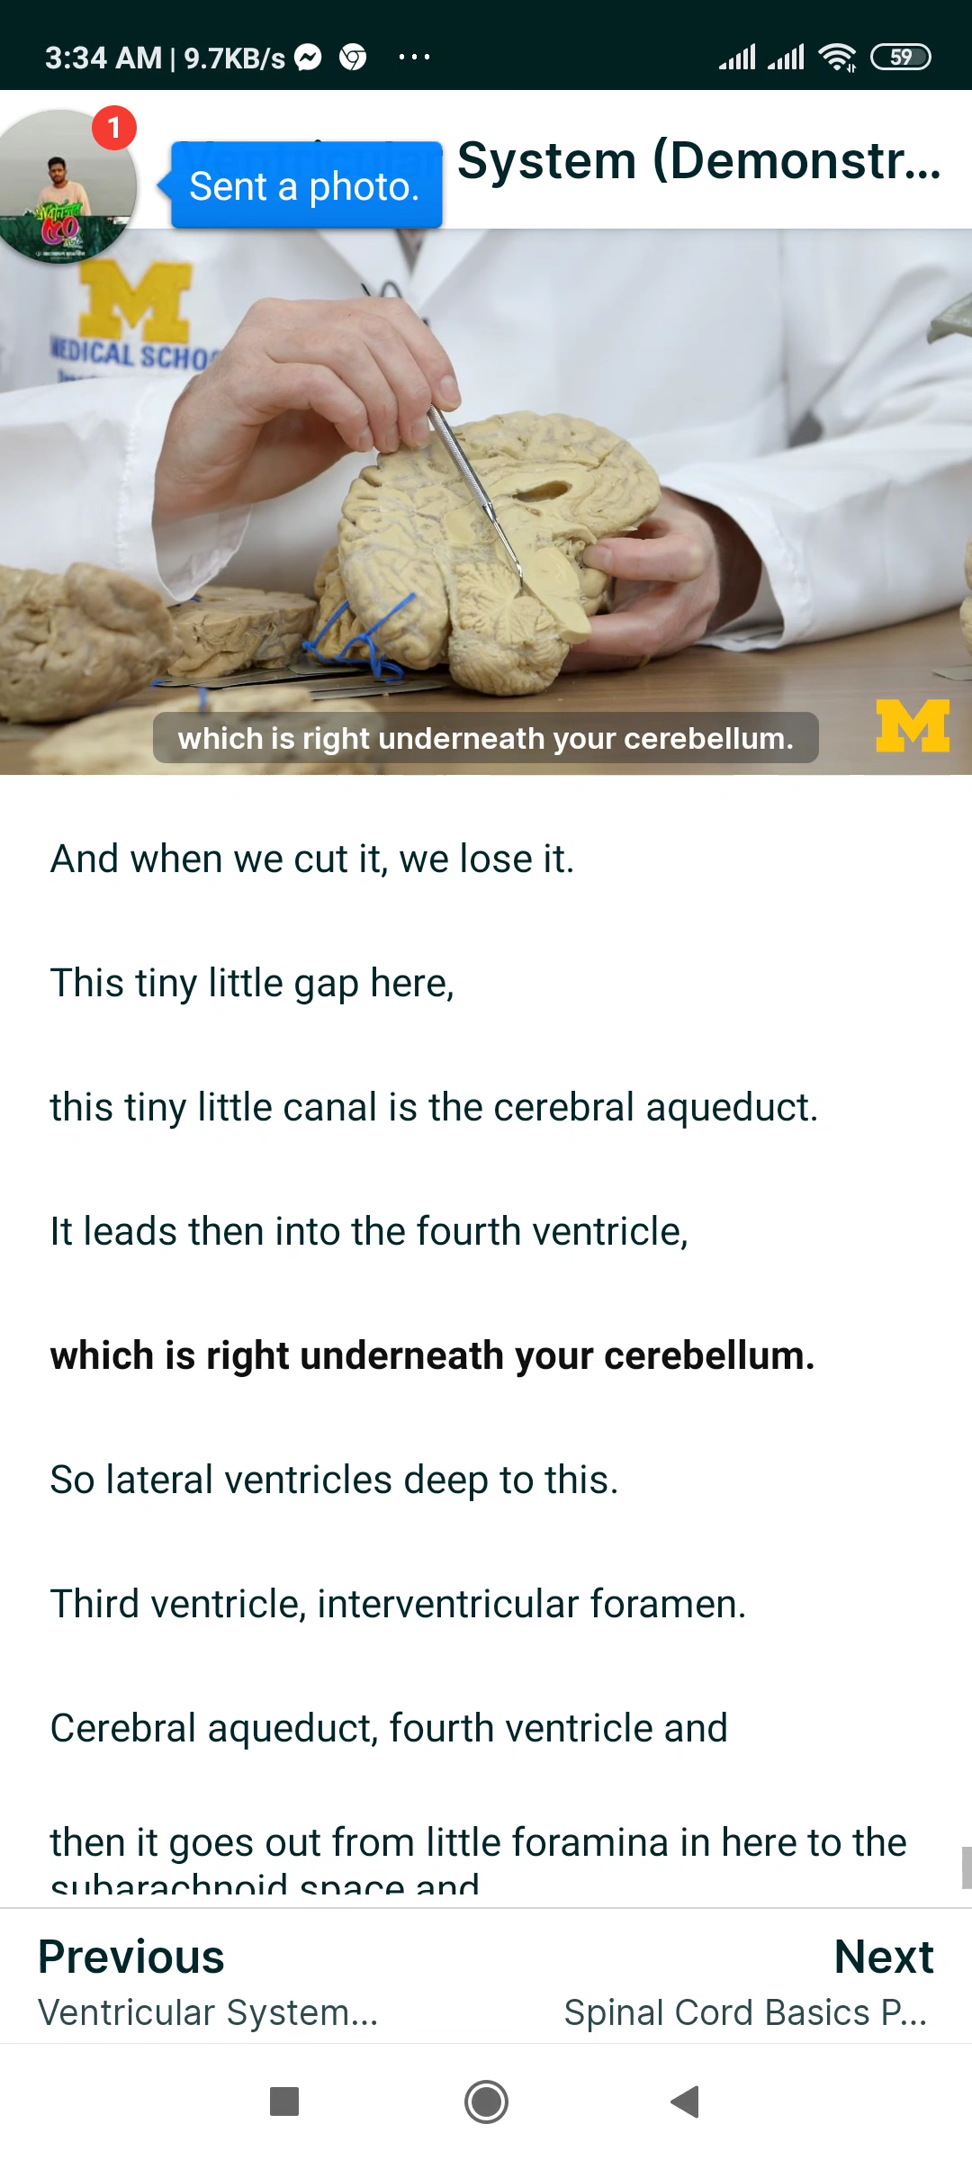 3:34 AM | 9.7KB/s
59
1
Sent a photo.
System (Demonstr...
M
MEDICAL SCHO
which is right underneath your cerebellum.
M
And when we cut it, we lose it.
This tiny little gap here,
this tiny little canal is the cerebral aqueduct.
It leads then into the fourth ventricle,
which is right underneath your cerebellum.
So lateral ventricles deep to this.
Third ventricle, interventricular foramen.
Cerebral aqueduct, fourth ventricle and
then it goes out from little foramina in here to the
subarachnoid space and
Previous
Next
Ventricular System...
Spinal Cord Basics P...